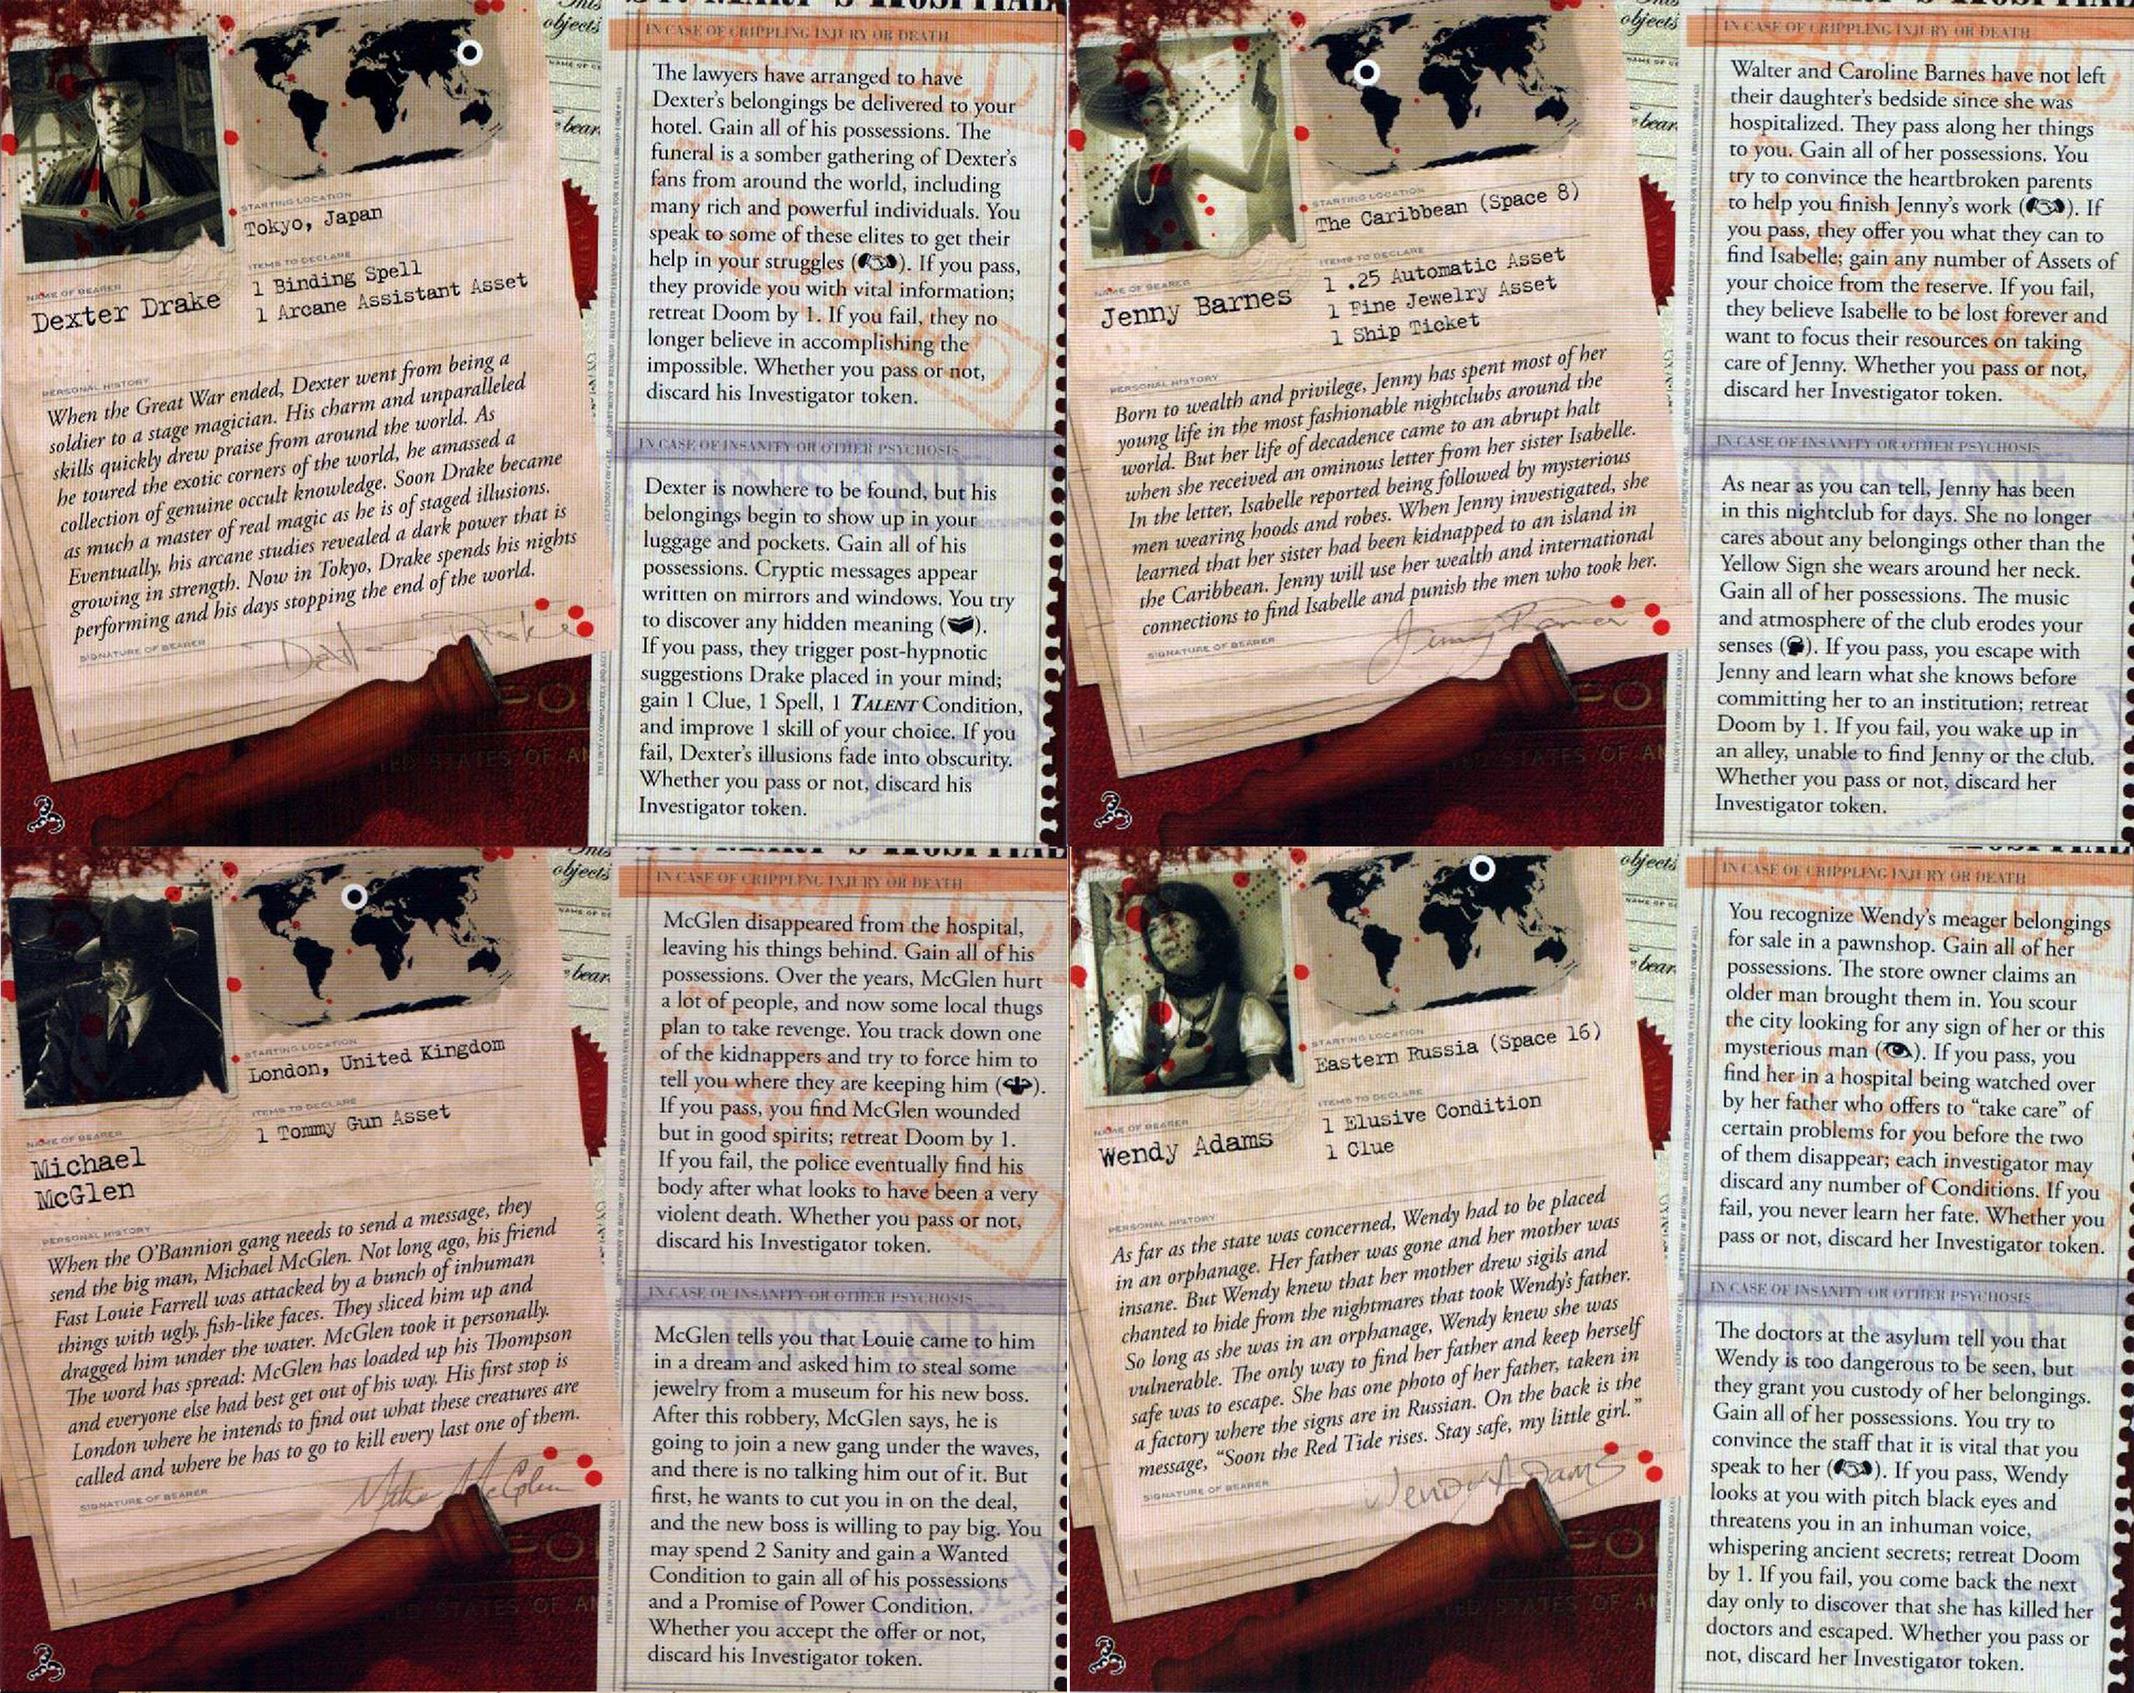 STARTING LOCATION
Tokyo, Japan
ITEMS TO DECLARE
1 Binding Spell
1 Arcane Assistant Asset
NAME OF BEARER
Dexter Drake
PERSONAL HISTORY
When the Great War ended, Dexter went from being a
soldier to a stage magician. His charm and unparalleled
skills quickly drew praise from around the world. As
he toured the exotic corners of the world, he amassed a
collection of genuine occult knowledge. Soon Drake became
as much a master of real magic as he is of staged illusions.
Eventually, his arcane studies revealed a dark power that is
growing in strength. Now in Tokyo, Drake spends his nights
performing and his days stopping the end of the world.
SIGNATURE OF BEARER
IN CASE OF CRIPPLING INJURY OR DEATH
The lawyers have arranged to have
Dexter's belongings be delivered to your
hotel. Gain all of his possessions. The
funeral is a somber gathering of Dexter's
fans from around the world, including
many rich and powerful individuals. You
speak to some of these elites to get their
help in your struggles ( ). If you pass,
they provide you with vital information;
retreat Doom by 1. If you fail, they no
longer believe in accomplishing the
impossible. Whether you pass or not,
discard his Investigator token.
IN CASE OF INSANITY OR OTHER PSYCHOSIS
Dexter is nowhere to be found, but his
belongings begin to show up in your
luggage and pockets. Gain all of his
possessions. Cryptic messages appear
written on mirrors and windows. You try
to discover any hidden meaning ( ).
If you pass, they trigger post-hypnotic
suggestions Drake placed in your mind;
gain 1 Clue, 1 Spell, 1 TALENT Condition,
and improve 1 skill of your choice. If you
fail, Dexter's illusions fade into obscurity.
Whether you pass or not, discard his
Investigator token.
STARTING LOCATION
The Caribbean (Space 8)
ITEMS TO DECLARE
1 .25 Automatic Asset
1 Fine Jewelry Asset
1 Ship Ticket
NAME OF BEARER
Jenny Barnes
PERSONAL HISTORY
Born to wealth and privilege, Jenny has spent most of her
young life in the most fashionable nightclubs around the
world. But her life of decadence came to an abrupt halt
when she received an ominous letter from her sister Isabelle.
In the letter, Isabelle reported being followed by mysterious
men wearing hoods and robes. When Jenny investigated, she
learned that her sister had been kidnapped to an island in
the Caribbean. Jenny will use her wealth and international
connections to find Isabelle and punish the men who took her.
SIGNATURE OF BEARER
Jenny Barnes
IN CASE OF CRIPPLING INJURY OR DEATH
Walter and Caroline Barnes have not left
their daughter's bedside since she was
hospitalized. They pass along her things
to you. Gain all of her possessions. You
try to convince the heartbroken parents
to help you finish Jenny's work ( ). If
you pass, they offer you what they can to
find Isabelle; gain any number of Assets of
your choice from the reserve. If you fail,
they believe Isabelle to be lost forever and
want to focus their resources on taking
care of Jenny. Whether you pass or not,
discard her Investigator token.
IN CASE OF INSANITY OR OTHER PSYCHOSIS
As near as you can tell, Jenny has been
in this nightclub for days. She no longer
cares about any belongings other than the
Yellow Sign she wears around her neck.
Gain all of her possessions. The music
and atmosphere of the club erodes your
senses ( ). If you pass, you escape with
Jenny and learn what she knows before
committing her to an institution; retreat
Doom by 1. If you fail, you wake up in
an alley, unable to find Jenny or the club.
Whether you pass or not, discard her
Investigator token.
STARTING LOCATION
London, United Kingdom
ITEMS TO DECLARE
1 Tommy Gun Asset
NAME OF BEARER
Michael
McGlen
PERSONAL HISTORY
When the O'Bannion gang needs to send a message, they
send the big man, Michael McGlen. Not long ago, his friend
Fast Louie Farrell was attacked by a bunch of inhuman
things with ugly, fish-like faces. They sliced him up and
dragged him under the water. McGlen took it personally.
The word has spread: McGlen has loaded up his Thompson
and everyone else had best get out of his way. His first stop is
London where he intends to find out what these creatures are
called and where he has to go to kill every last one of them.
SIGNATURE OF BEARER
Mike McGlen
IN CASE OF CRIPPLING INJURY OR DEATH
McGlen disappeared from the hospital,
leaving his things behind. Gain all of his
possessions. Over the years, McGlen hurt
a lot of people, and now some local thugs
plan to take revenge. You track down one
of the kidnappers and try to force him to
tell you where they are keeping him ( ).
If you pass, you find McGlen wounded
but in good spirits; retreat Doom by 1.
If you fail, the police eventually find his
body after what looks to have been a very
violent death. Whether you pass or not,
discard his Investigator token.
IN CASE OF INSANITY OR OTHER PSYCHOSIS
McGlen tells you that Louie came to him
in a dream and asked him to steal some
jewelry from a museum for his new boss.
After this robbery, McGlen says, he is
going to join a new gang under the waves,
and there is no talking him out of it. But
first, he wants to cut you in on the deal,
and the new boss is willing to pay big. You
may spend 2 Sanity and gain a Wanted
Condition to gain all of his possessions
and a Promise of Power Condition.
Whether you accept the offer or not,
discard his Investigator token.
STARTING LOCATION
Eastern Russia (Space 16)
ITEMS TO DECLARE
1 Elusive Condition
1 Clue
NAME OF BEARER
Wendy Adams
PERSONAL HISTORY
As far as the state was concerned, Wendy had to be placed
in an orphanage. Her father was gone and her mother was
insane. But Wendy knew that her mother drew sigils and
chanted to hide from the nightmares that took Wendy's father.
So long as she was in an orphanage, Wendy knew she was
vulnerable. The only way to find her father and keep herself
safe was to escape. She has one photo of her father, taken in
a factory where the signs are in Russian. On the back is the
message, "Soon the Red Tide rises. Stay safe, my little girl."
SIGNATURE OF BEARER
Wendy Adams
IN CASE OF CRIPPLING INJURY OR DEATH
You recognize Wendy's meager belongings
for sale in a pawnshop. Gain all of her
possessions. The store owner claims an
older man brought them in. You scour
the city looking for any sign of her or this
mysterious man ( ). If you pass, you
find her in a hospital being watched over
by her father who offers to "take care" of
certain problems for you before the two
of them disappear; each investigator may
discard any number of Conditions. If you
fail, you never learn her fate. Whether you
pass or not, discard her Investigator token.
IN CASE OF INSANITY OR OTHER PSYCHOSIS
The doctors at the asylum tell you that
Wendy is too dangerous to be seen, but
they grant you custody of her belongings.
Gain all of her possessions. You try to
convince the staff that it is vital that you
speak to her ( ). If you pass, Wendy
looks at you with pitch black eyes and
threatens you in an inhuman voice,
whispering ancient secrets; retreat Doom
by 1. If you fail, you come back the next
day only to discover that she has killed her
doctors and escaped. Whether you pass or
not, discard her Investigator token.